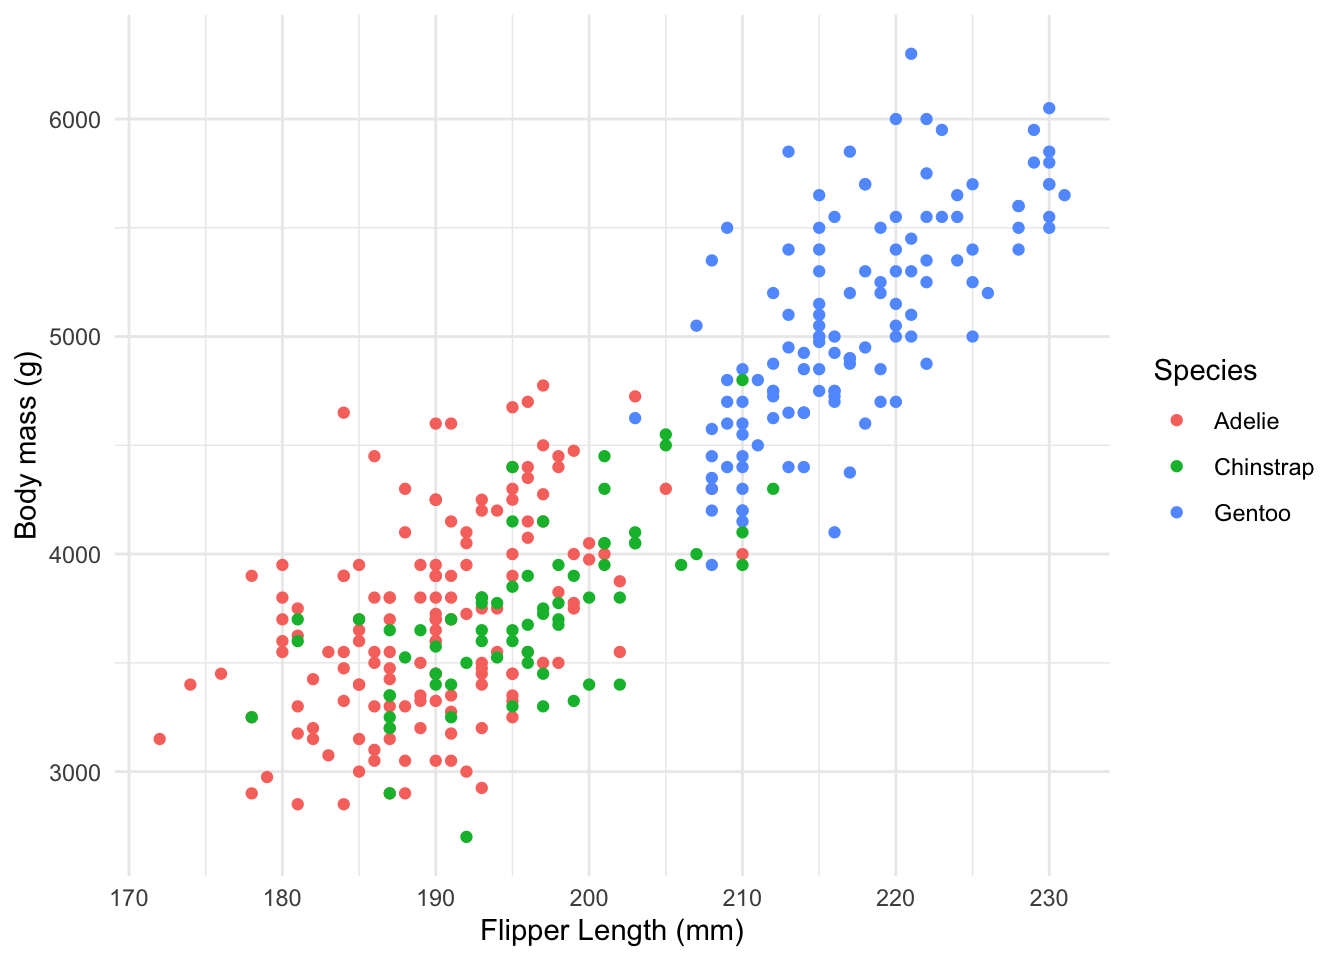 6000
5000
4000
3000
Body mass (g)
170 180 190 200 210 220 230
Flipper Length (mm)
Species
Adelie
Chinstrap
Gentoo